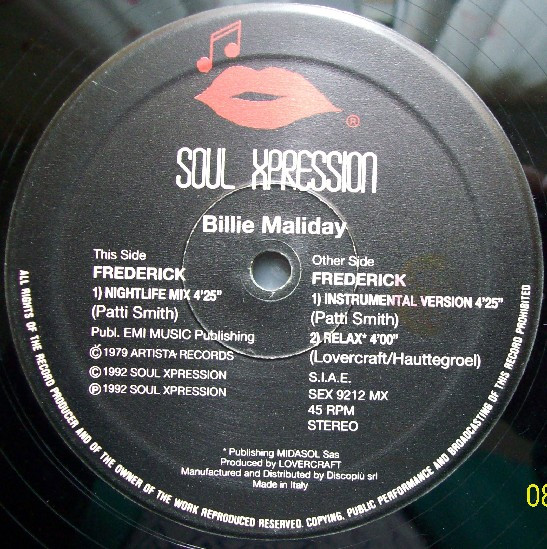 ®
SOUL XPRESSION
Billie Maliday
This Side
FREDERICK
1) NIGHTLIFE MIX 4'25"
(Patti Smith)
Publ. EMI MUSIC Publishing
© 1979 ARTISTA RECORDS
© 1992 SOUL XPRESSION
℗ 1992 SOUL XPRESSION
Other Side
FREDERICK
1) INSTRUMENTAL VERSION 4'25"
(Patti Smith)
2) RELAX* 4'00"
(Lovercraft/Hauttegroel)
S.I.A.E.
SEX 9212 MX
45 RPM
STEREO
* Publishing MIDASOL Sas
Produced by LOVERCRAFT
Manufactured and Distributed by Discopiù srl
Made in Italy
ALL RIGHTS OF THE RECORD PRODUCER AND OF THE OWNER OF THE WORK REPRODUCED RESERVED. COPYING, PUBLIC PERFORMANCE AND BROADCASTING OF THIS RECORD PROHIBITED
08